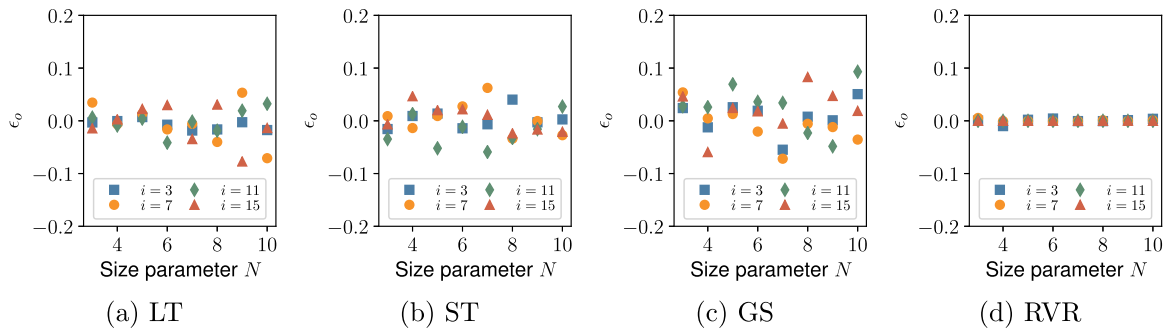 0.2
0.1
0.0
−0.1
−0.2
ϵₒ
i = 3
i = 7
i = 11
i = 15
4 6 8 10
Size parameter N
(a) LT
0.2
0.1
0.0
−0.1
−0.2
ϵₒ
i = 3
i = 7
i = 11
i = 15
4 6 8 10
Size parameter N
(b) ST
0.2
0.1
0.0
−0.1
−0.2
ϵₒ
i = 3
i = 7
i = 11
i = 15
4 6 8 10
Size parameter N
(c) GS
0.2
0.1
0.0
−0.1
−0.2
ϵₒ
i = 3
i = 7
i = 11
i = 15
4 6 8 10
Size parameter N
(d) RVR